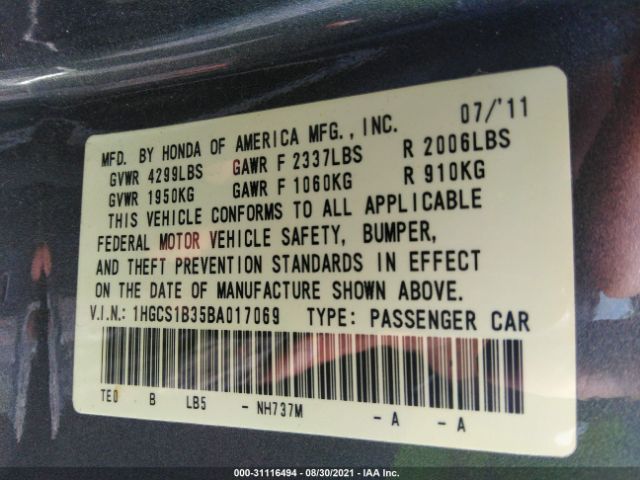 07/'11
MFD. BY HONDA OF AMERICA MFG., INC.
GVWR 4299LBS GAWR F 2337LBS R 2006LBS
GVWR 1950KG GAWR F 1060KG R 910KG
THIS VEHICLE CONFORMS TO ALL APPLICABLE
FEDERAL MOTOR VEHICLE SAFETY, BUMPER,
AND THEFT PREVENTION STANDARDS IN EFFECT
ON THE DATE OF MANUFACTURE SHOWN ABOVE.
V.I.N.: 1HGCS1B35BA017069 TYPE: PASSENGER CAR
TE0 B LB5 - NH737M - A - A
000-31116494 - 08/30/2021 - IAA Inc.